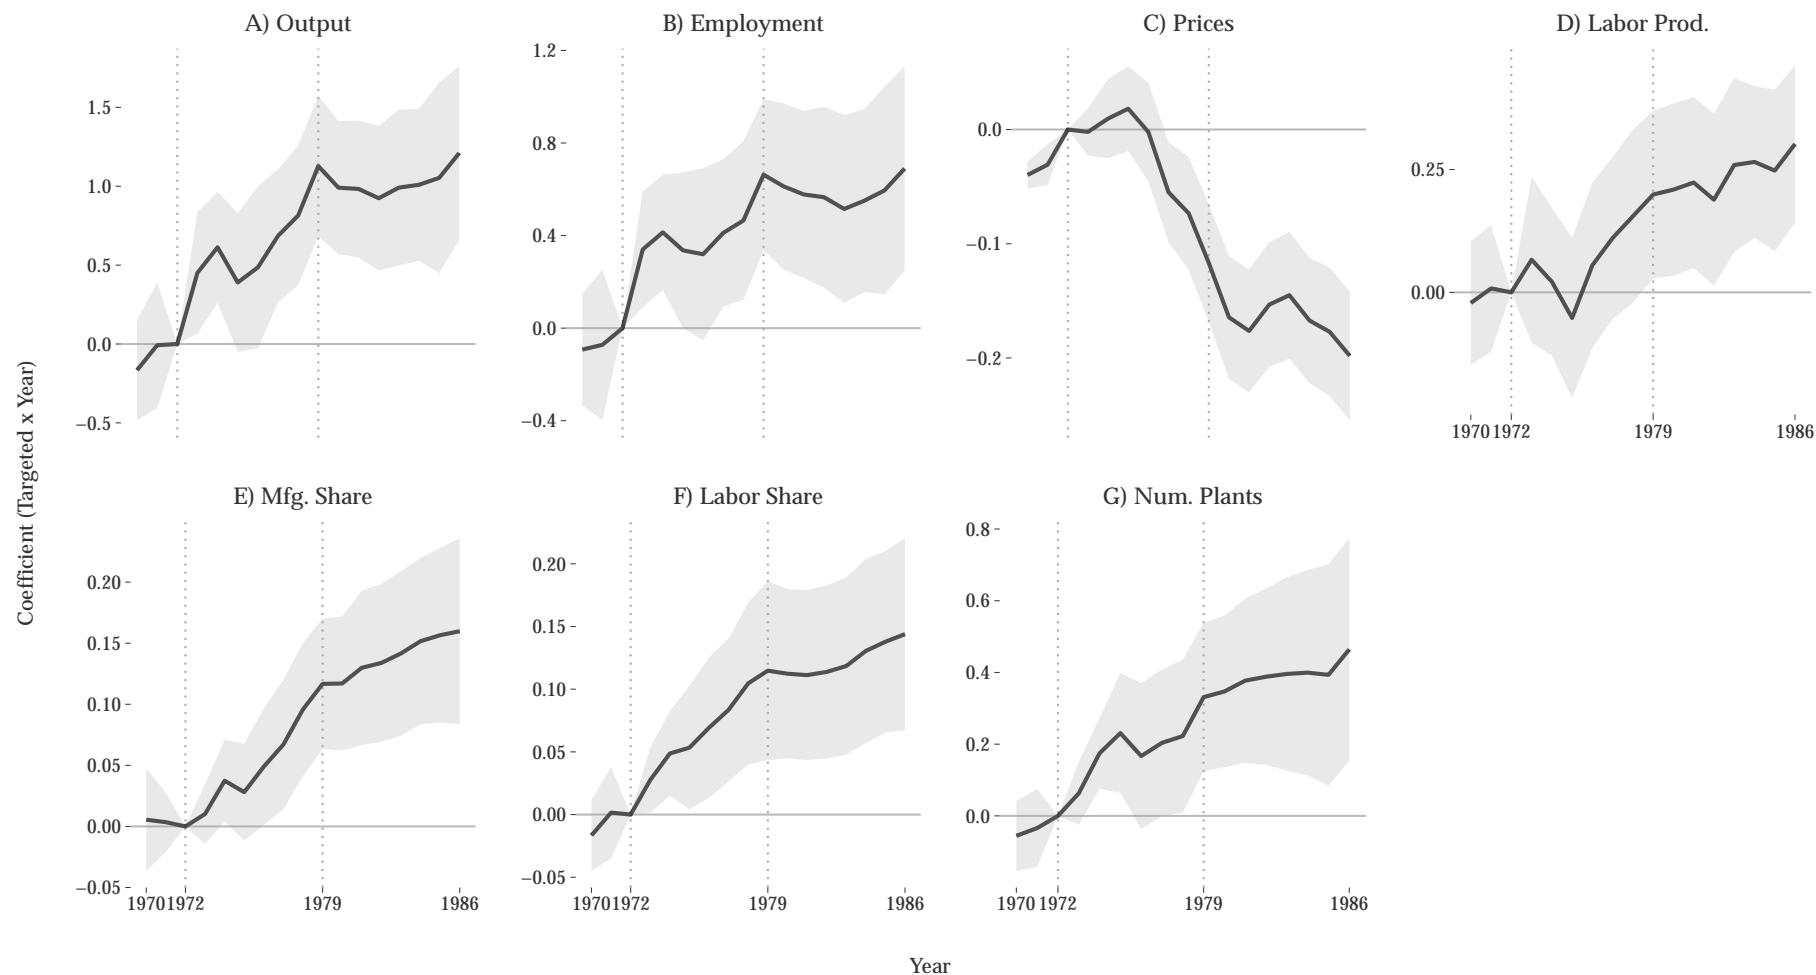 A) Output
B) Employment
C) Prices
D) Labor Prod.
1.5
1.0
0.5
0.0
−0.5
1.2
0.8
0.4
0.0
−0.4
0.0
−0.1
−0.2
0.25
0.00
1970 1972 1979 1986
Coefficient (Targeted x Year)
E) Mfg. Share
F) Labor Share
G) Num. Plants
0.20
0.15
0.10
0.05
0.00
−0.05
1970 1972 1979 1986
0.20
0.15
0.10
0.05
0.00
−0.05
1970 1972 1979 1986
0.8
0.6
0.4
0.2
0.0
1970 1972 1979 1986
Year